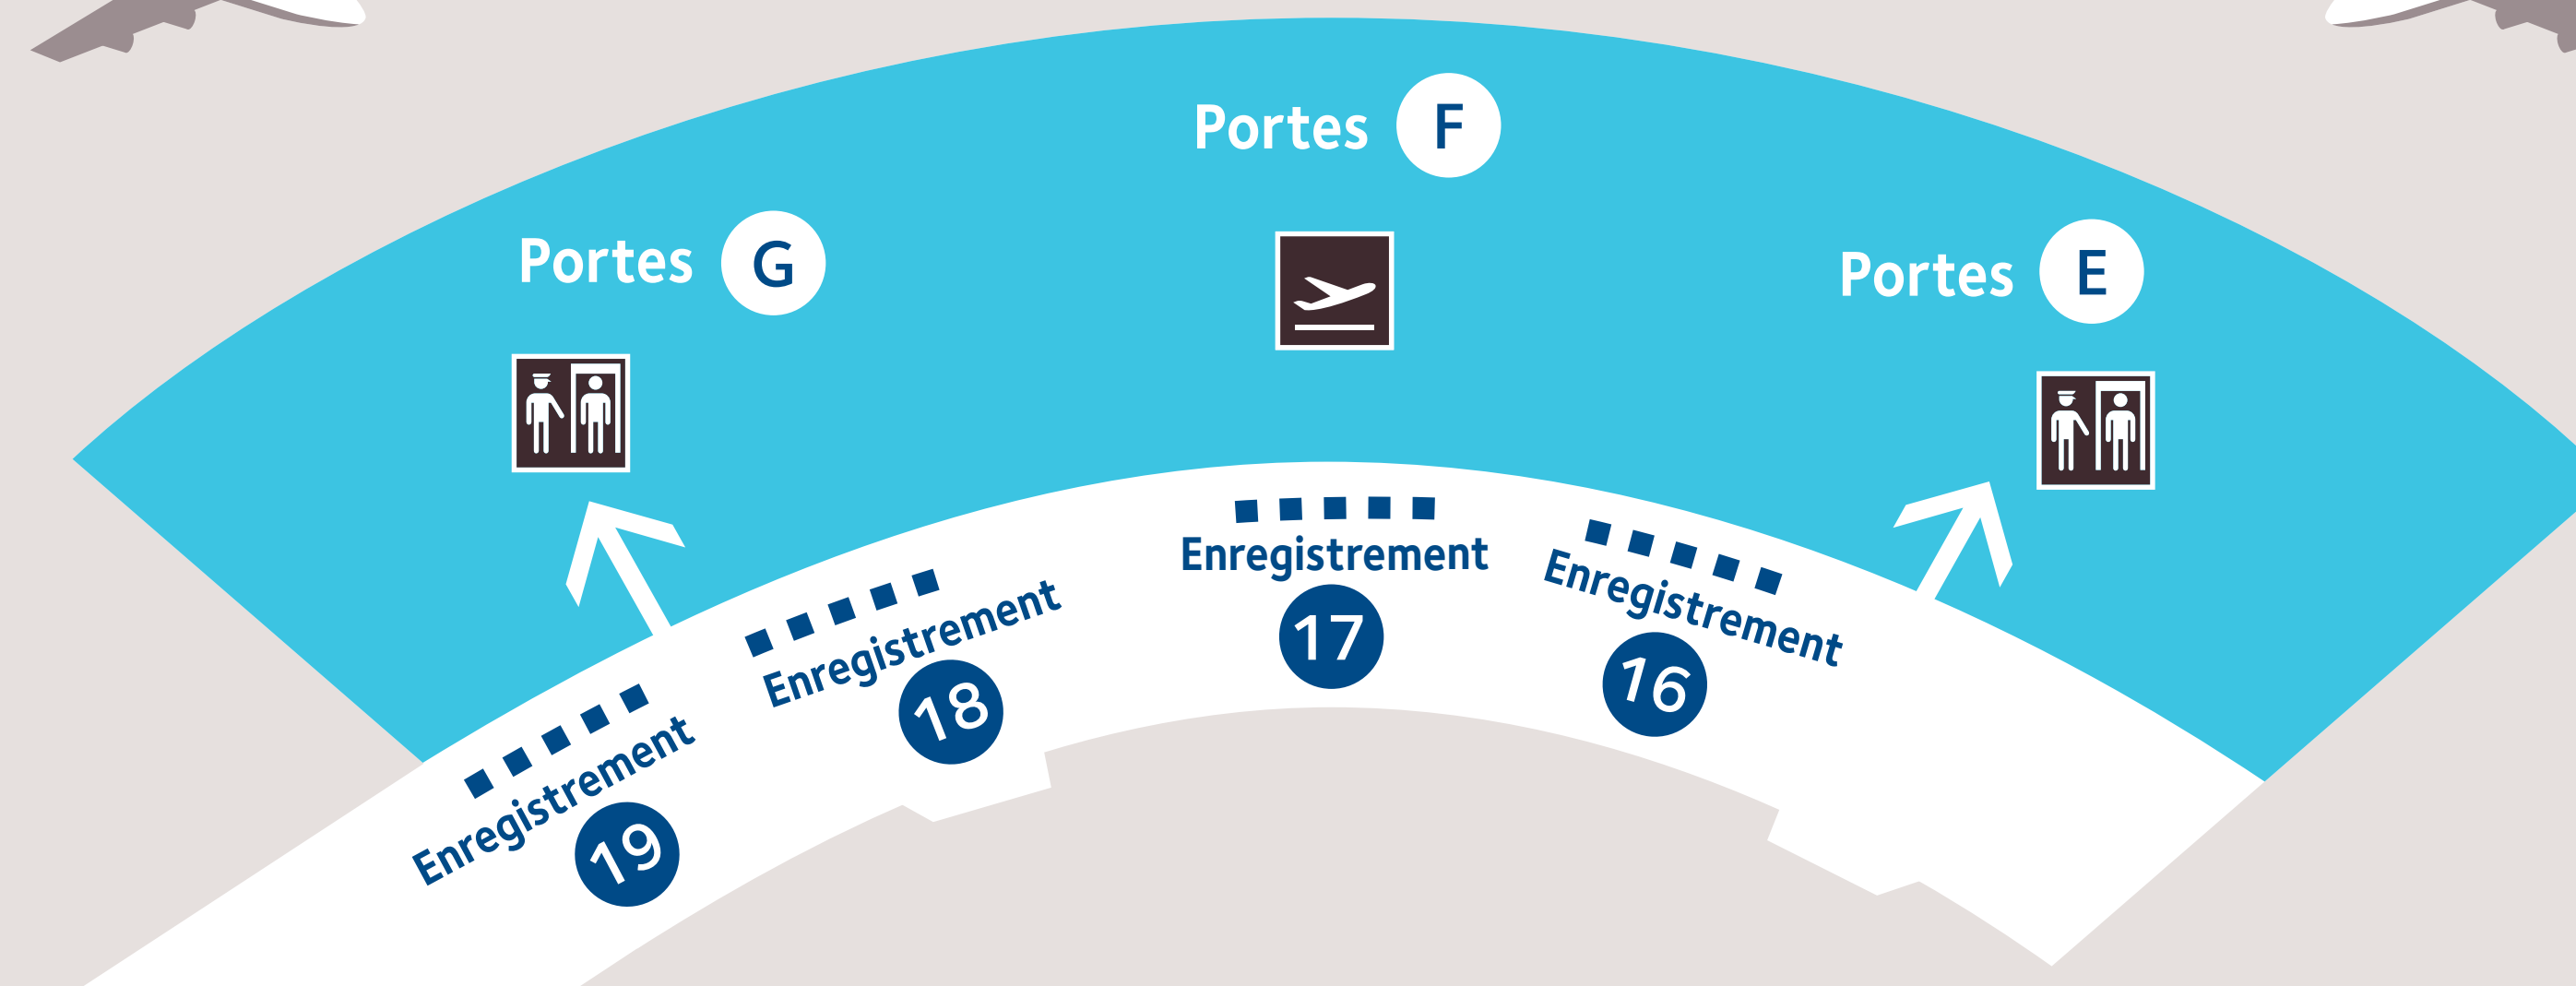 Portes F
Portes G
Portes E
Enregistrement
19
Enregistrement
18
Enregistrement
17
Enregistrement
16